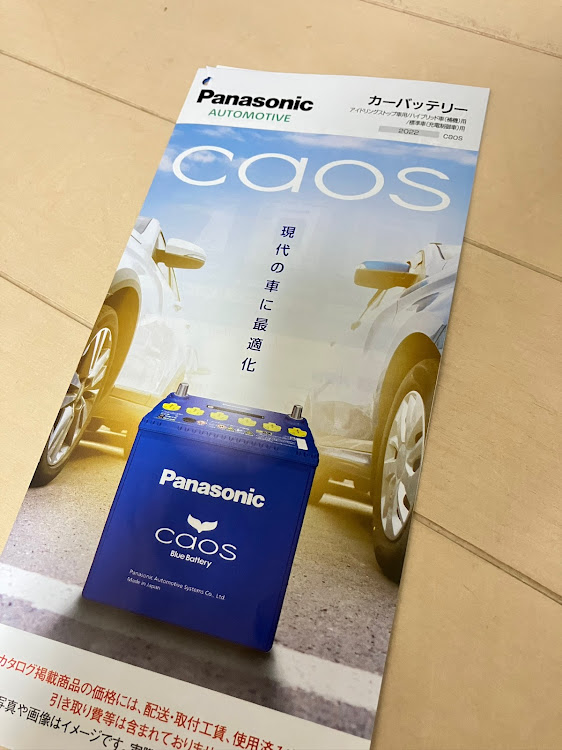 Panasonic
AUTOMOTIVE
カーバッテリー
アイドリングストップ車用/ハイブリッド車(補機)用
/標準車(充電制御車)用
2022 CAOS
caos
現代の車に最適化
Panasonic
caos
Blue Battery
Panasonic Automotive Systems Co., Ltd.
Made in Japan
カタログ掲載商品の価格には、配送・取付工賃、使用済み
引き取り費等は含まれておりま
写真や画像はイメージです。実際